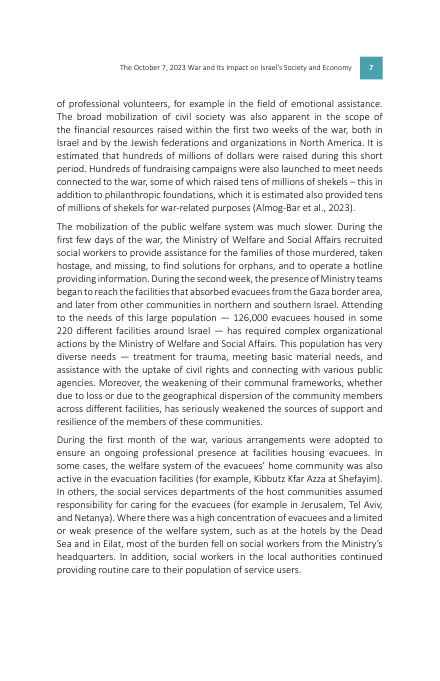 The October 7, 2023 War and Its Impact on Israel's Society and Economy 7
of professional volunteers, for example in the field of emotional assistance.
The broad mobilization of civil society was also apparent in the scope of
the financial resources raised within the first two weeks of the war, both in
Israel and by the Jewish federations and organizations in North America. It is
estimated that hundreds of millions of dollars were raised during this short
period. Hundreds of fundraising campaigns were also launched to meet needs
connected to the war, some of which raised tens of millions of shekels – this in
addition to philanthropic foundations, which it is estimated also provided tens
of millions of shekels for war-related purposes (Almog-Bar et al., 2023).
The mobilization of the public welfare system was much slower. During the
first few days of the war, the Ministry of Welfare and Social Affairs recruited
social workers to provide assistance for the families of those murdered, taken
hostage, and missing, to find solutions for orphans, and to operate a hotline
providing information. During the second week, the presence of Ministry teams
began to reach the facilities that absorbed evacuees from the Gaza border area,
and later from other communities in northern and southern Israel. Attending
to the needs of this large population — 126,000 evacuees housed in some
220 different facilities around Israel — has required complex organizational
actions by the Ministry of Welfare and Social Affairs. This population has very
diverse needs — treatment for trauma, meeting basic material needs, and
assistance with the uptake of civil rights and connecting with various public
agencies. Moreover, the weakening of their communal frameworks, whether
due to loss or due to the geographical dispersion of the community members
across different facilities, has seriously weakened the sources of support and
resilience of the members of these communities.
During the first month of the war, various arrangements were adopted to
ensure an ongoing professional presence at facilities housing evacuees. In
some cases, the welfare system of the evacuees' home community was also
active in the evacuation facilities (for example, Kibbutz Kfar Azza at Shefayim).
In others, the social services departments of the host communities assumed
responsibility for caring for the evacuees (for example in Jerusalem, Tel Aviv,
and Netanya). Where there was a high concentration of evacuees and a limited
or weak presence of the welfare system, such as at the hotels by the Dead
Sea and in Eilat, most of the burden fell on social workers from the Ministry's
headquarters. In addition, social workers in the local authorities continued
providing routine care to their population of service users.